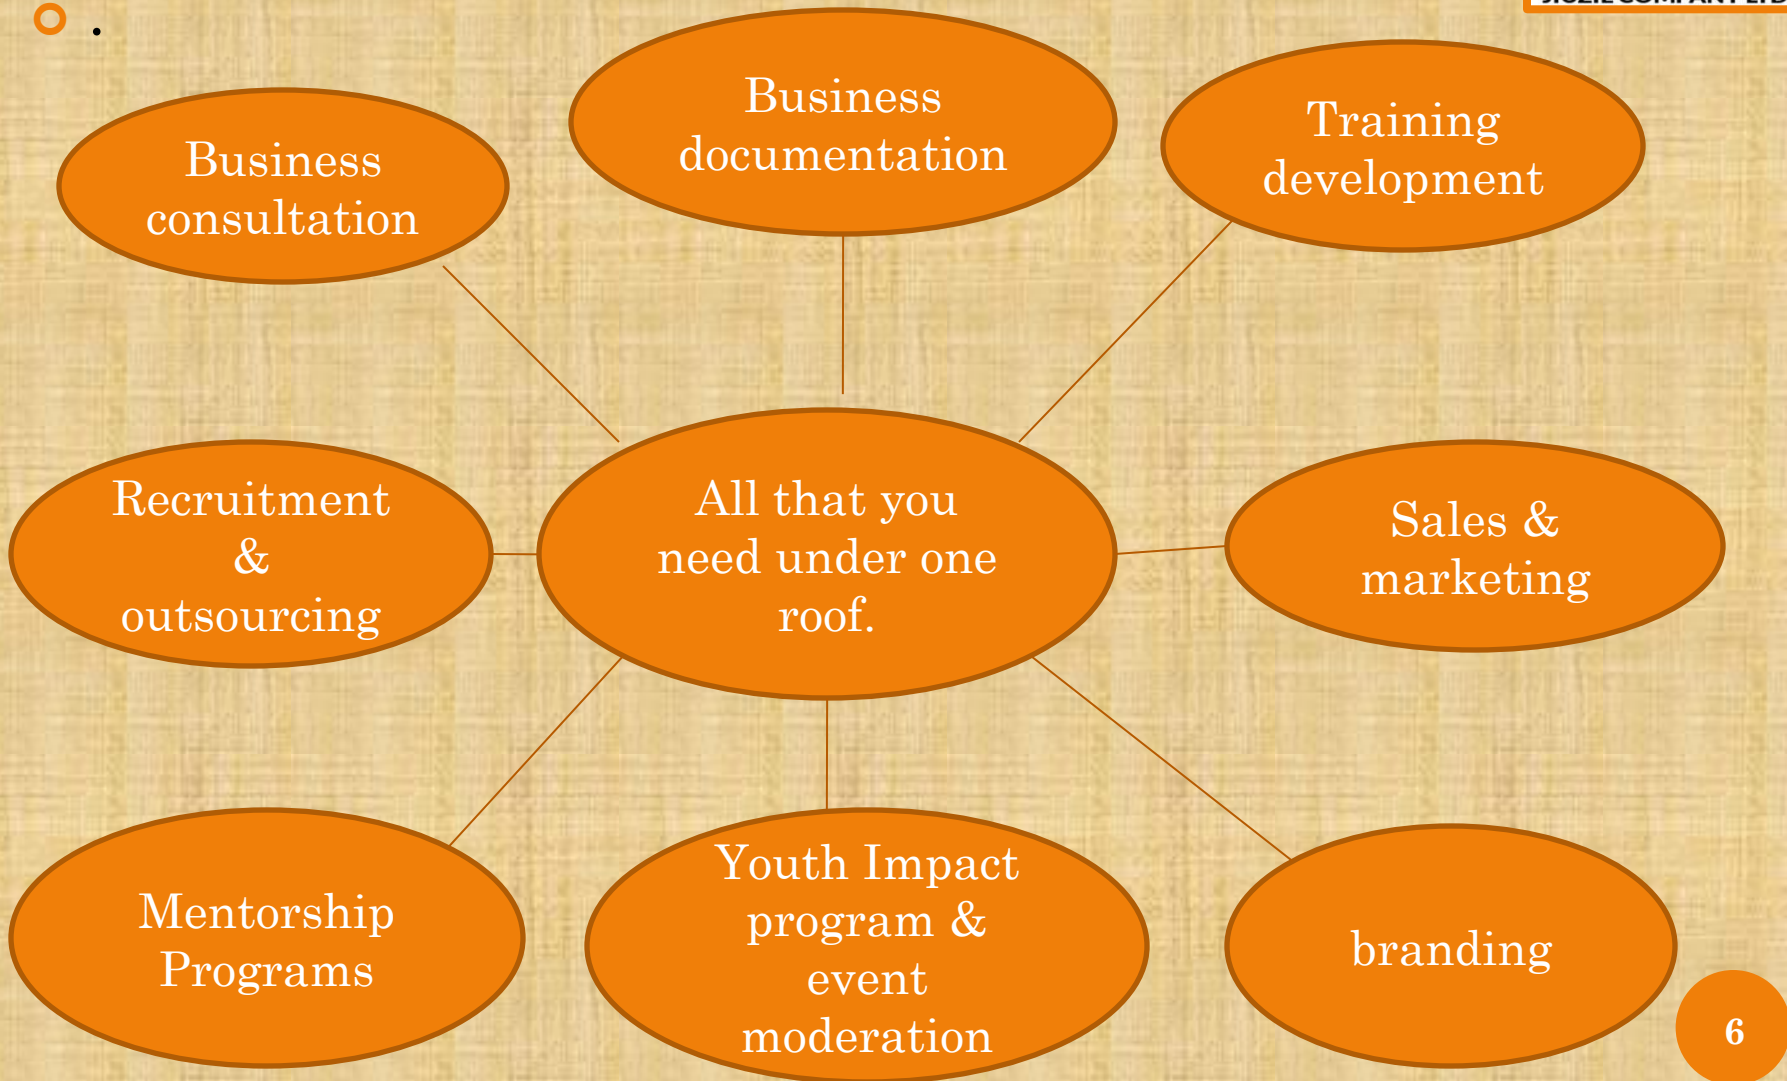 .
Business
consultation
Business
documentation
Training
development
Recruitment
&
outsourcing
All that you
need under one
roof.
Sales &
marketing
Mentorship
Programs
Youth Impact
program &
event
moderation
branding
6